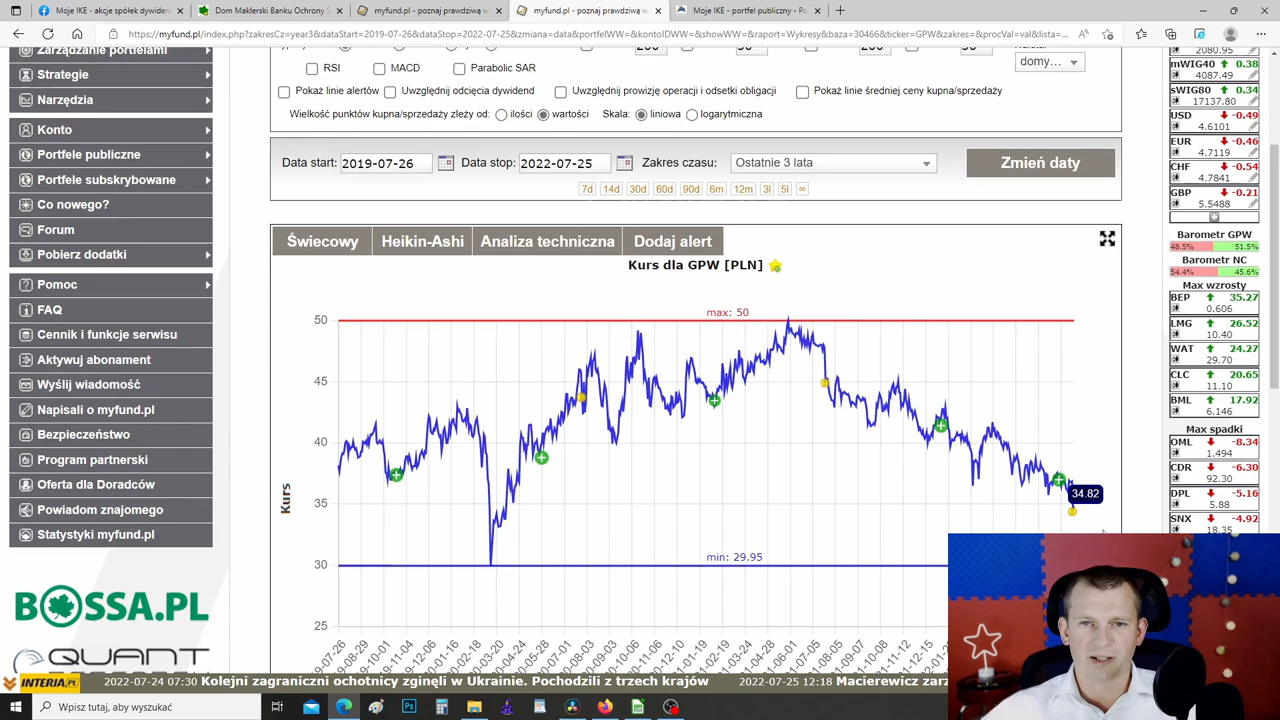 Moje IKE - akcje spółek dywiden
Dom Maklerski Banku Ochrony Ś
myfund.pl - poznaj prawdziwą w
myfund.pl - poznaj prawdziwą w
Moje IKE - portfel publiczny - Po
https://myfund.pl/index.php?zakresCz=year3&dataStart=2019-07-26&dataStop=2022-07-25&zmiana=data&portfelWW=&kontoIDWW=&showWW=&raport=Wykresy&baza=30466&ticker=GPW&zakres=&procVal=val&lista=...
Zarządzanie portfelami
Strategie
Narzędzia
Konto
Portfele publiczne
Portfele subskrybowane
Co nowego?
Forum
Pobierz dodatki
Pomoc
FAQ
Cennik i funkcje serwisu
Aktywuj abonament
Wyślij wiadomość
Napisali o myfund.pl
Bezpieczeństwo
Program partnerski
Oferta dla Doradców
Powiadom znajomego
Statystyki myfund.pl
BOSSA.PL
QUANT
RSI MACD Parabolic SAR
domy...
Pokaż linie alertów Uwzględnij odcięcia dywidend Uwzględnij prowizję operacji i odsetki obligacji Pokaż linie średniej ceny kupna/sprzedaży
Wielkość punktów kupna/sprzedaży zależy od: ilości wartości Skala: liniowa logarytmiczna
Data start: 2019-07-26 Data stop: 2022-07-25 Zakres czasu: Ostatnie 3 lata Zmień daty
7d 14d 30d 60d 90d 6m 12m 3l 5l ∞
Świecowy Heikin-Ashi Analiza techniczna Dodaj alert
Kurs dla GPW [PLN]
max: 50
50
45
40
35
30
25
Kurs
34.82
min: 29.95
2080.95
mWIG40 0.38
4087.49
sWIG80 0.34
17137.80
USD -0.49
4.6101
EUR -0.46
4.7119
CHF -0.54
4.7841
GBP -0.21
5.5488
Barometr GPW
48.5% 51.5%
Barometr NC
54.4% 45.6%
Max wzrosty
BEP 35.27
0.606
LMG 26.52
10.40
WAT 24.27
29.70
CLC 20.65
11.10
BML 17.92
6.146
Max spadki
OML -8.34
1.494
CDR -6.30
92.30
DPL -5.16
5.88
SNX -4.92
18.35
INTERIA.PL 2022-07-24 07:30 Kolejni zagraniczni ochotnicy zginęli w Ukrainie. Pochodzili z trzech krajów 2022-07-25 12:18 Macierewicz zarz
Wpisz tutaj, aby wyszukać